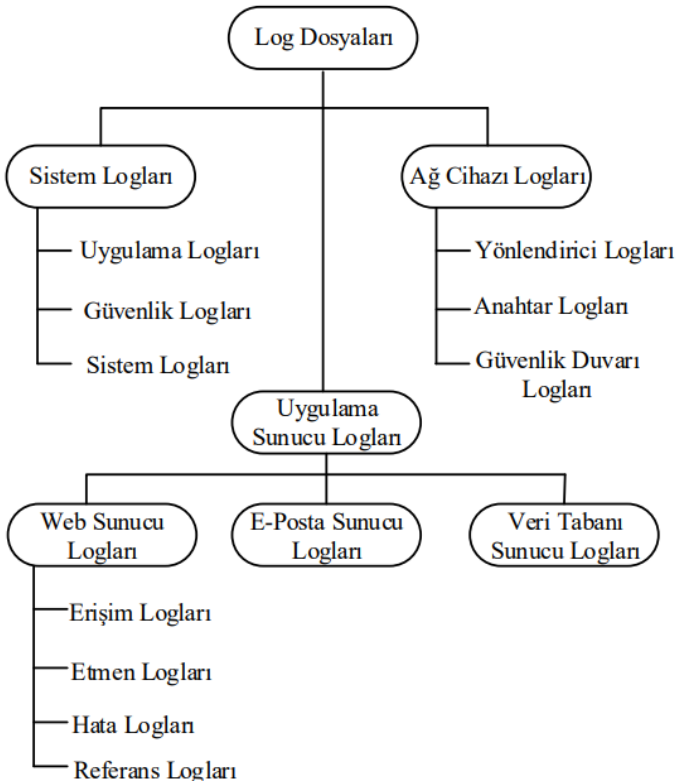 Log Dosyaları
Sistem Logları
Uygulama Logları
Güvenlik Logları
Sistem Logları
Ağ Cihazı Logları
Yönlendirici Logları
Anahtar Logları
Güvenlik Duvarı
Logları
Uygulama
Sunucu Logları
Web Sunucu
Logları
Erişim Logları
Etmen Logları
Hata Logları
Referans Logları
E-Posta Sunucu
Logları
Veri Tabanı
Sunucu Logları